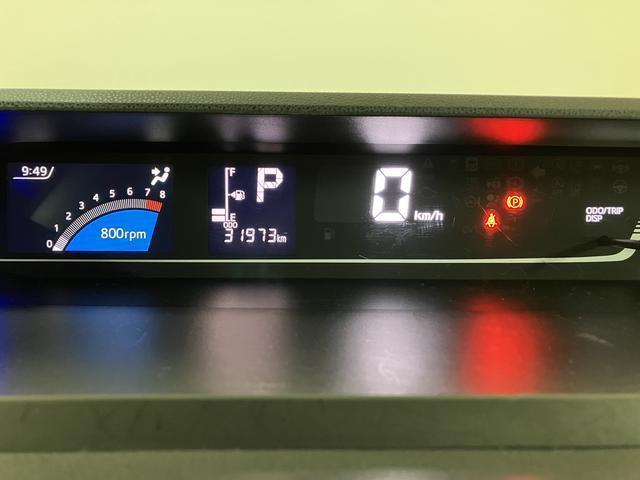 9:49
0 1 2 3 4 5 6 7 8
800rpm
F
P
E
ODO
31973km
0 km/h
P
ODO/TRIP
DISP